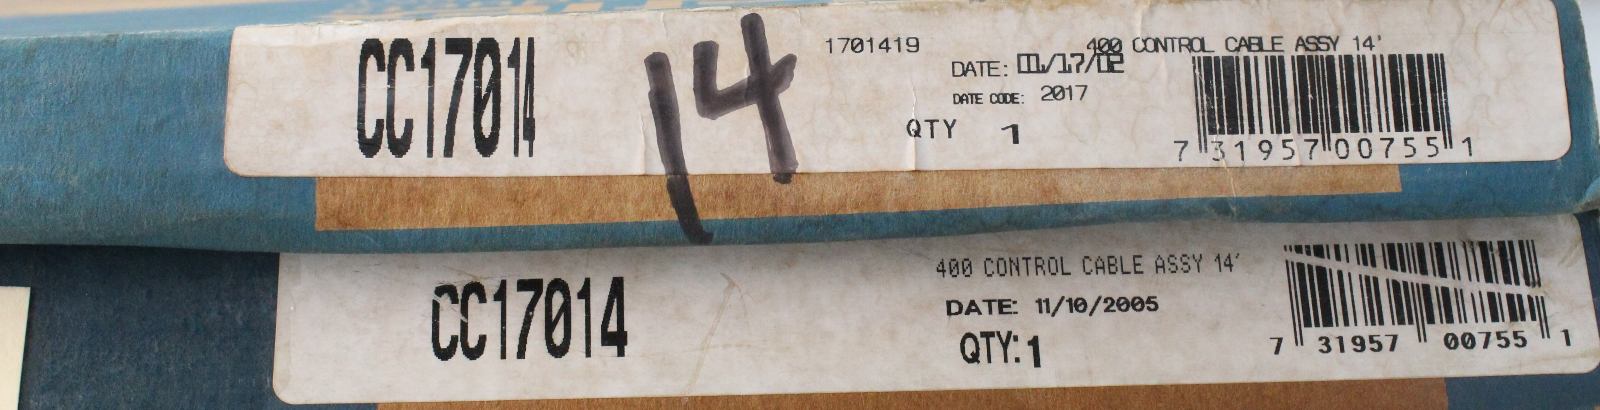 CC17014
14
1701419
400 CONTROL CABLE ASSY 14'
DATE: 01/17/02
DATE CODE: 2017
QTY 1
7 31957 00755 1
CC17014
400 CONTROL CABLE ASSY 14'
DATE: 11/10/2005
QTY: 1
7 31957 00755 1